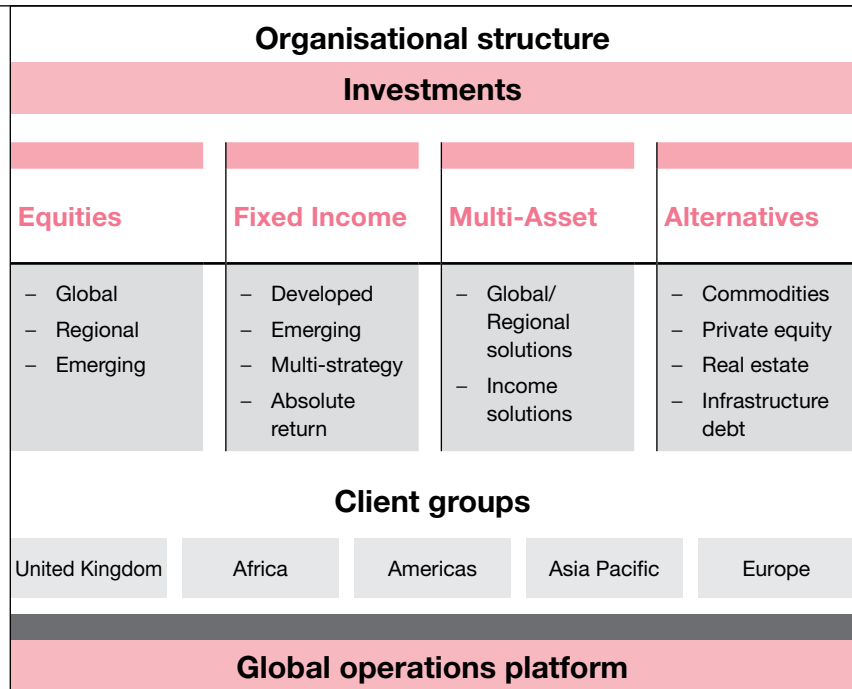 Organisational structure
Investments
Equities
– Global
– Regional
– Emerging
Fixed Income
– Developed
– Emerging
– Multi-strategy
– Absolute
return
Multi-Asset
– Global/
Regional
solutions
– Income
solutions
Alternatives
– Commodities
– Private equity
– Real estate
– Infrastructure
debt
Client groups
United Kingdom
Africa
Americas
Asia Pacific
Europe
Global operations platform